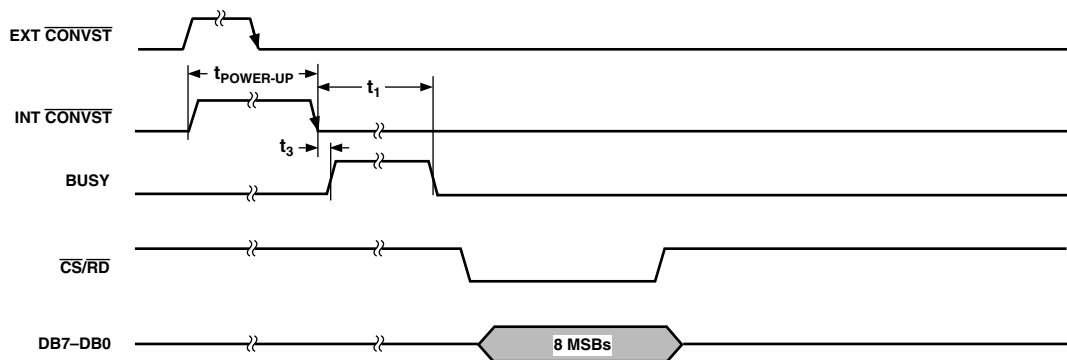 EXT CONVST
tPOWER-UP
t1
INT CONVST
t3
BUSY
CS/RD
DB7–DB0
8 MSBs